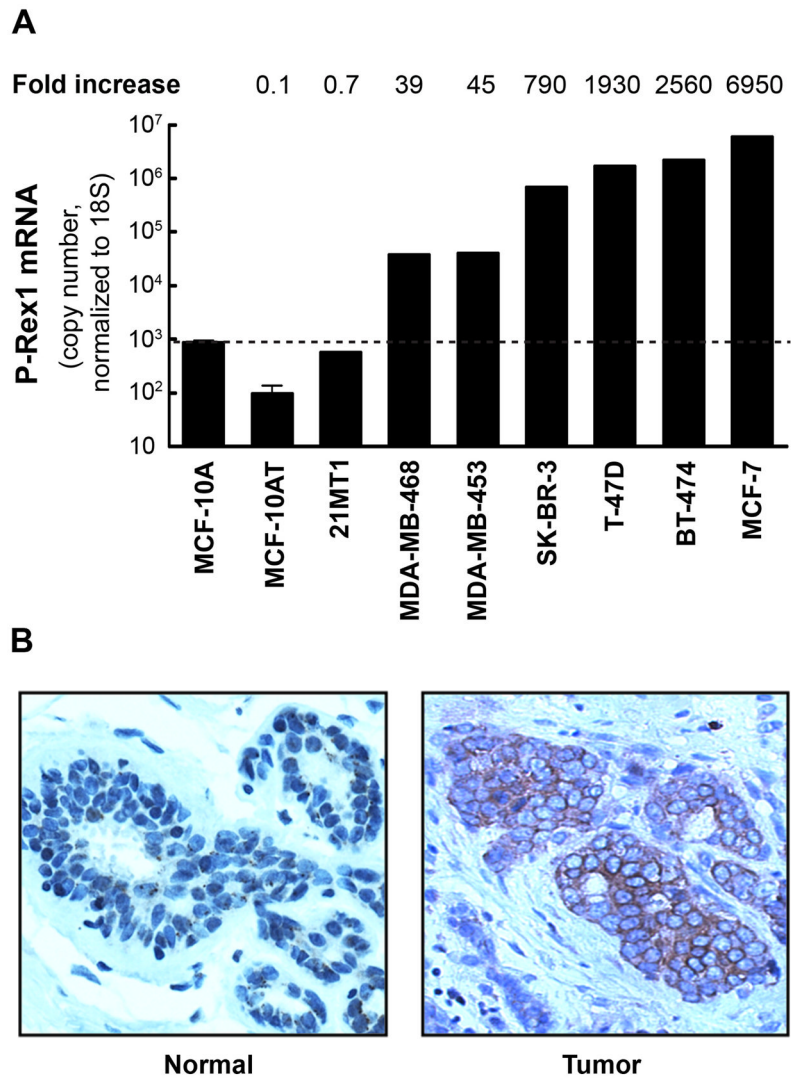 A
Fold increase 0.1 0.7 39 45 790 1930 2560 6950
P-Rex1 mRNA
(copy number,
normalized to 18S)
10⁷
10⁶
10⁵
10⁴
10³
10²
10
MCF-10A
MCF-10AT
21MT1
MDA-MB-468
MDA-MB-453
SK-BR-3
T-47D
BT-474
MCF-7
B
Normal
Tumor